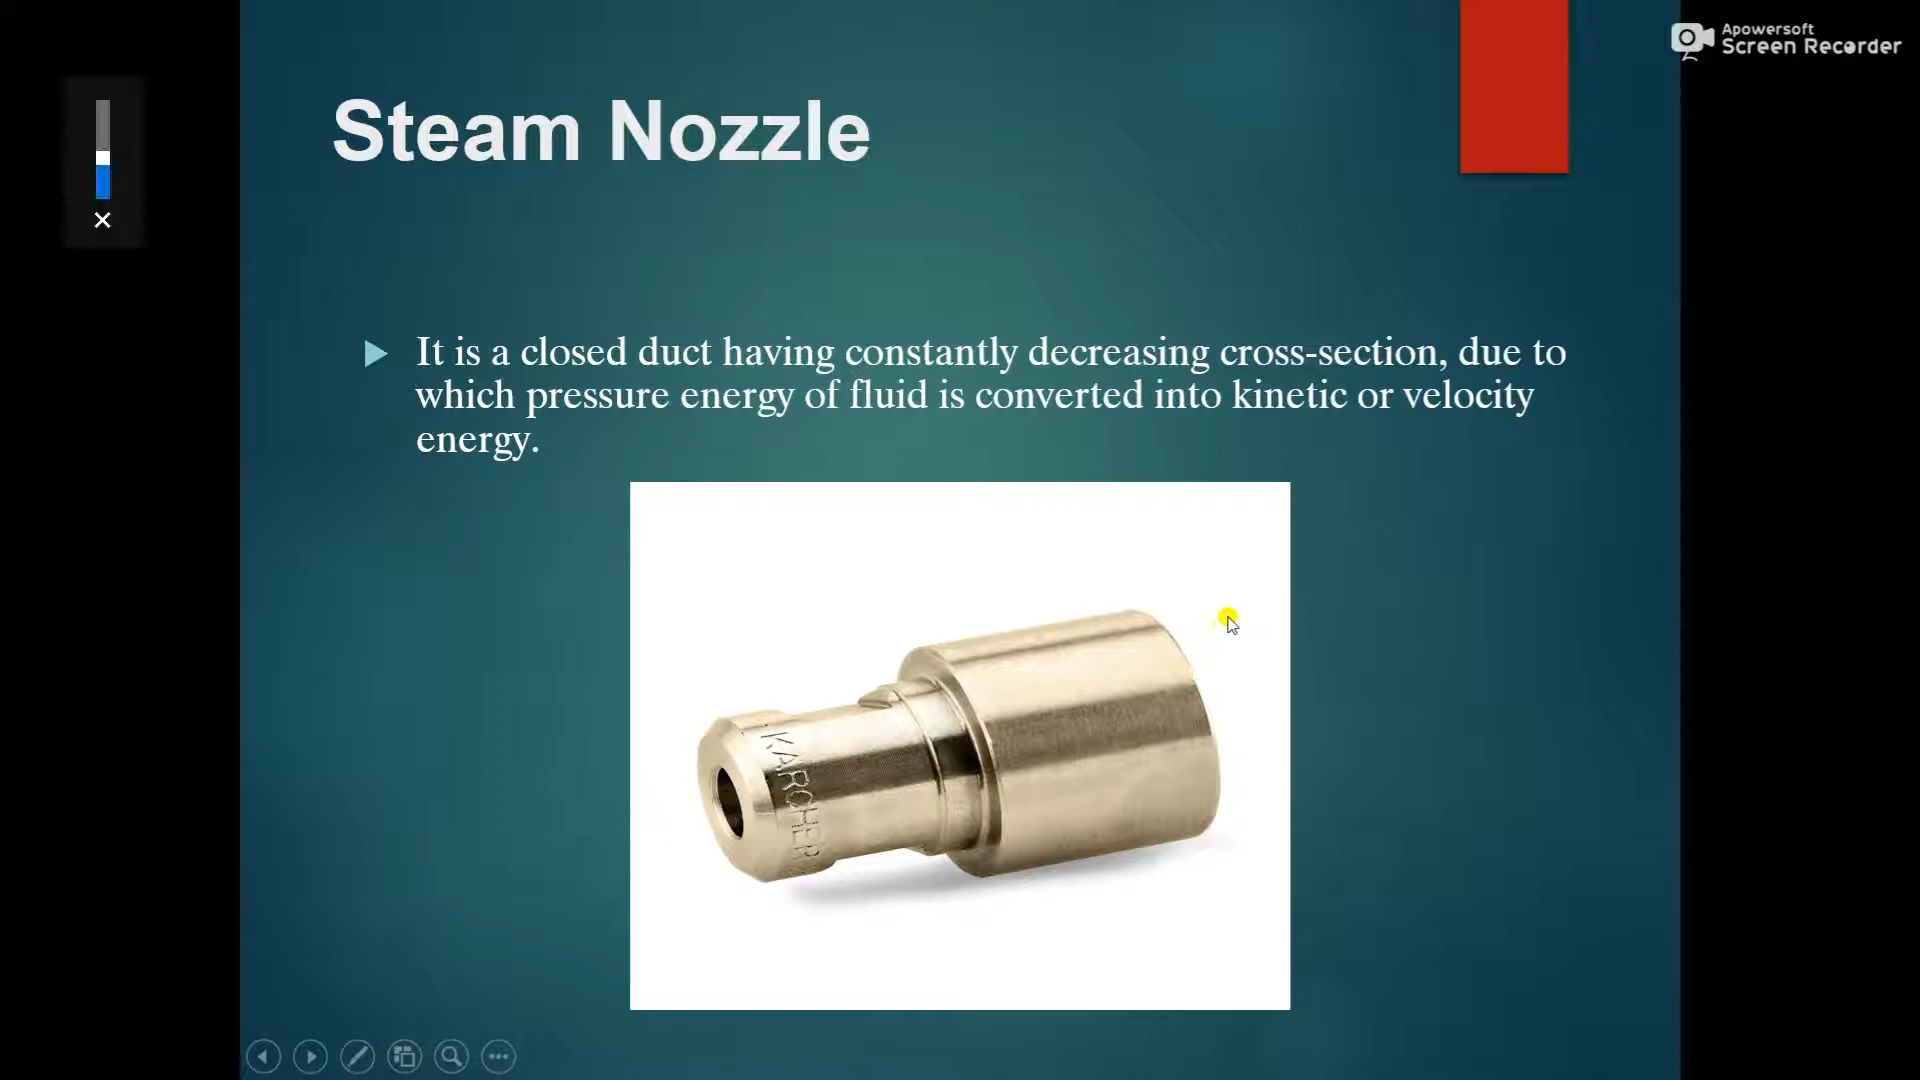 Apowersoft
Screen Recorder
Steam Nozzle
It is a closed duct having constantly decreasing cross-section, due to
which pressure energy of fluid is converted into kinetic or velocity
energy.
KARCHER